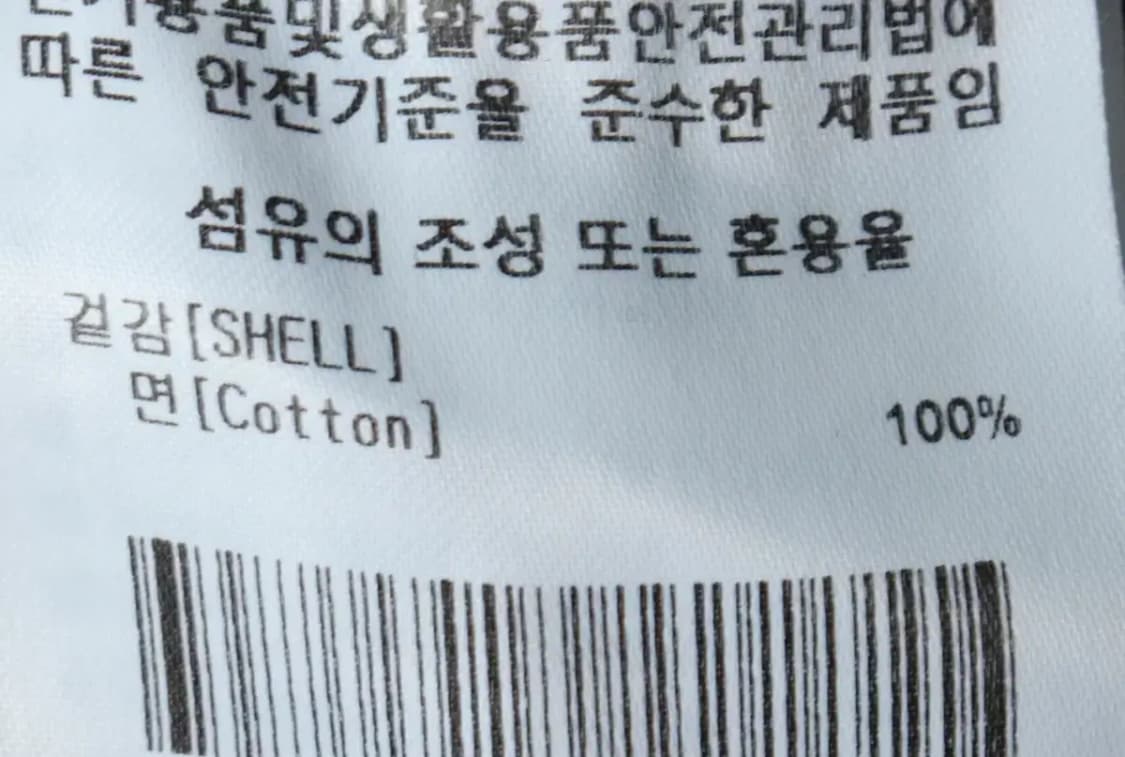 전기용품및생활용품안전관리법에
따른 안전기준을 준수한 제품임
섬유의 조성 또는 혼용율
겉감[SHELL]
면[Cotton] 100%